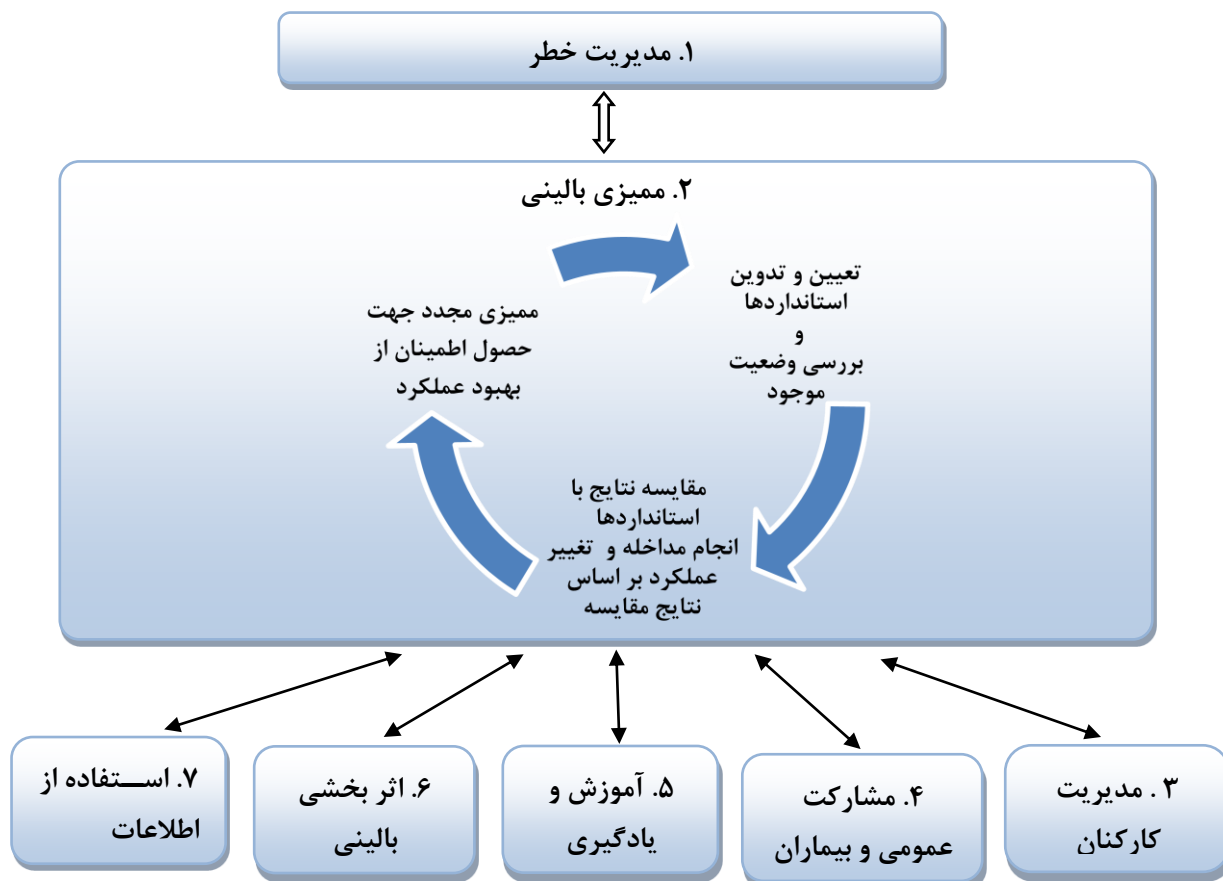 ۱. مدیریت خطر
۲. ممیزی بالینی
تعیین و تدوین
استانداردها
و
بررسی وضعیت
موجود
مقایسه نتایج با
استانداردها
انجام مداخله و تغییر
عملکرد بر اساس
نتایج مقایسه
ممیزی مجدد جهت
حصول اطمینان از
بهبود عملکرد
۳ . مدیریت
کارکنان
۴. مشارکت
عمومی و بیماران
۵. آموزش و
یادگیری
۶. اثر بخشی
بالینی
۷. اســتفاده از
اطلاعات